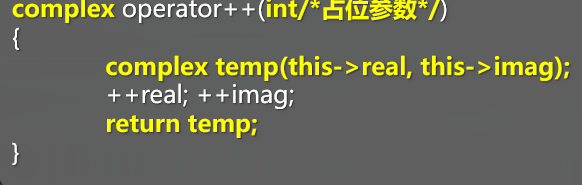 complex operator++(int/*占位参数*/)
{
complex temp(this->real, this->imag);
++real; ++imag;
return temp;
}